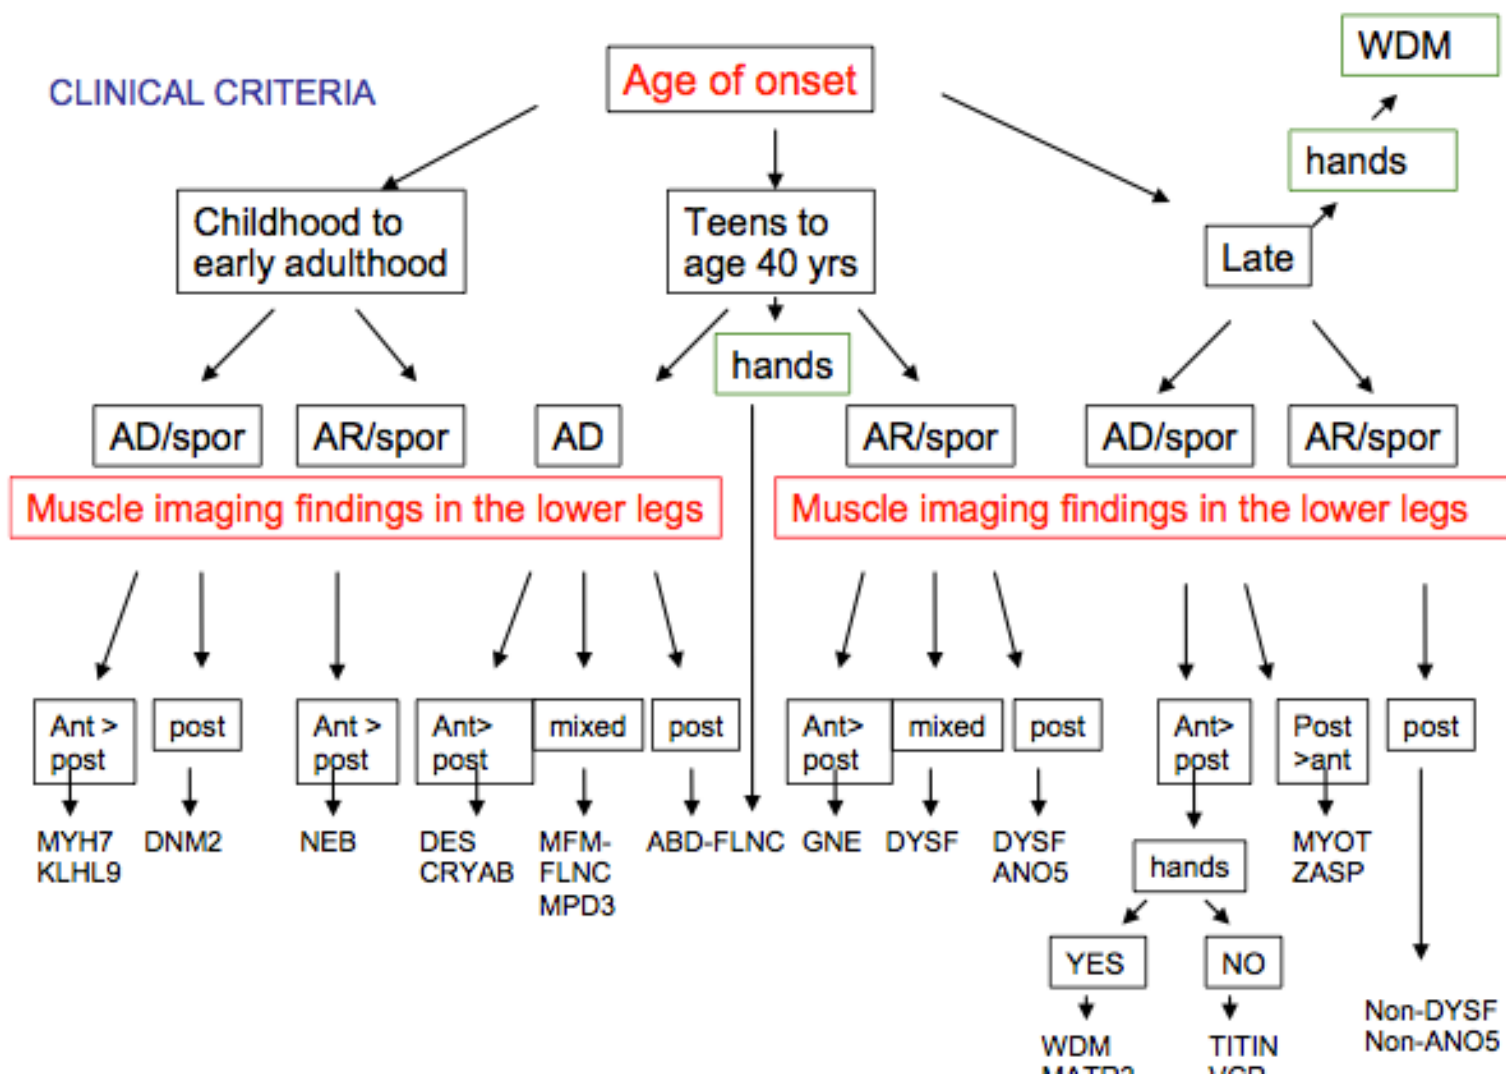 WDM
Age of onset
CLINICAL CRITERIA
hands
Childhood to
early adulthood
Teens to
age 40 yrs
Late
hands
AD/spor
AR/spor
AD
AR/spor
AD/spor
AR/spor
Muscle imaging findings in the lower legs
Muscle imaging findings in the lower legs
Ant >
post
post
Ant >
post
Ant>
post
mixed
post
Ant>
post
mixed
post
Ant>
post
Post
>ant
post
MYH7
KLHL9
DNM2
NEB
DES
CRYAB
MFM-
FLNC
MPD3
ABD-FLNC
GNE
DYSF
DYSF
ANO5
hands
MYOT
ZASP
YES
NO
Non-DYSF
Non-ANO5
WDM
TITIN